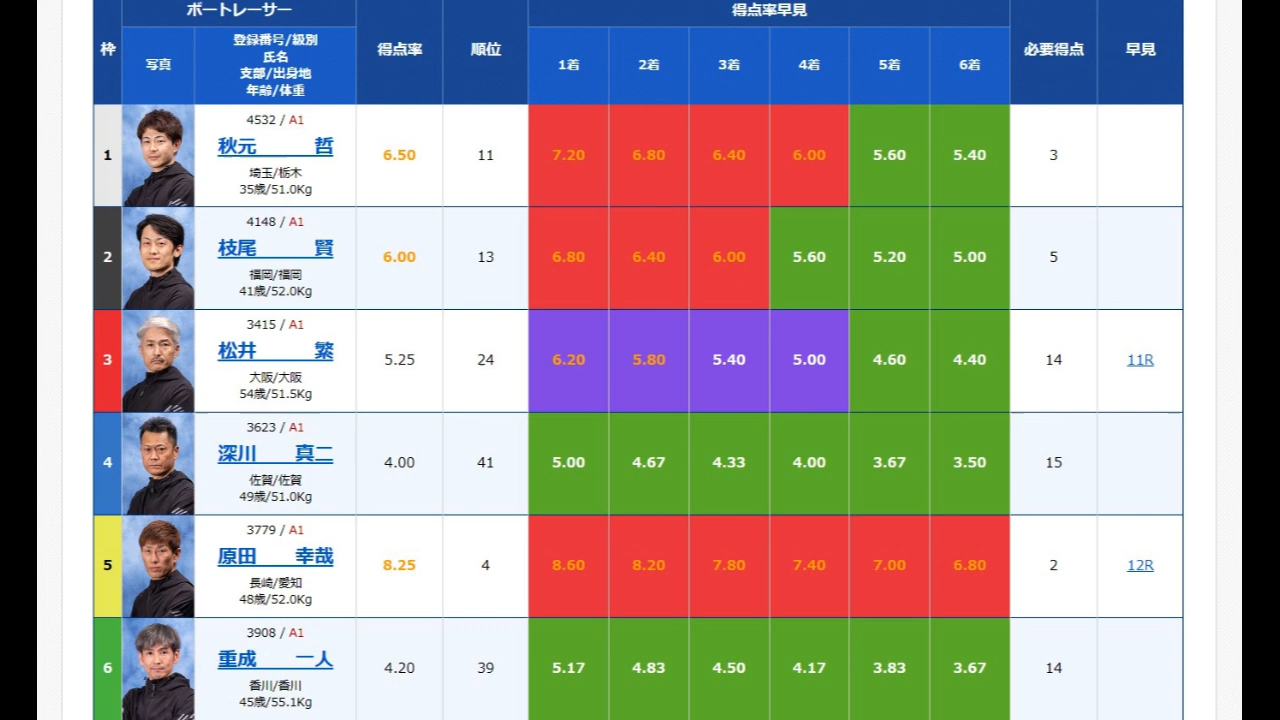 ボートレーサー
得点率早見
枠
写真
登録番号/級別
氏名
支部/出身地
年齢/体重
得点率
順位
1着
2着
3着
4着
5着
6着
必要得点
早見
1
4532 / A1
秋元 哲
埼玉/栃木
35歳/51.0Kg
6.50
11
7.20
6.80
6.40
6.00
5.60
5.40
3
2
4148 / A1
枝尾 賢
福岡/福岡
41歳/52.0Kg
6.00
13
6.80
6.40
6.00
5.60
5.20
5.00
5
3
3415 / A1
松井 繁
大阪/大阪
54歳/51.5Kg
5.25
24
6.20
5.80
5.40
5.00
4.60
4.40
14
11R
4
3623 / A1
深川 真二
佐賀/佐賀
49歳/51.0Kg
4.00
41
5.00
4.67
4.33
4.00
3.67
3.50
15
5
3779 / A1
原田 幸哉
長崎/愛知
48歳/52.0Kg
8.25
4
8.60
8.20
7.80
7.40
7.00
6.80
2
12R
6
3908 / A1
重成 一人
香川/香川
45歳/55.1Kg
4.20
39
5.17
4.83
4.50
4.17
3.83
3.67
14